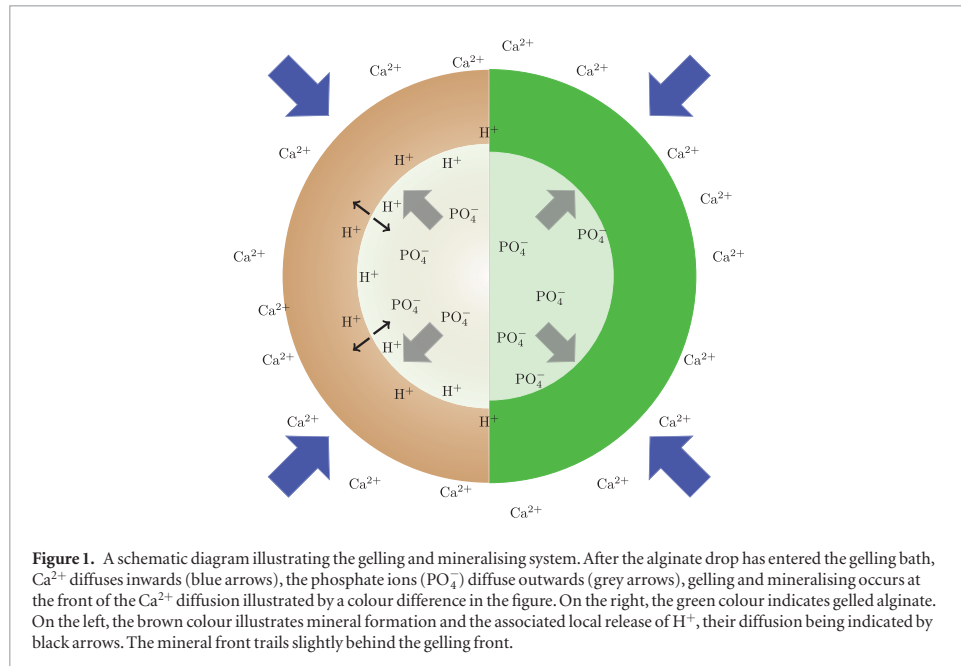 Ca²⁺
Ca²⁺ Ca²⁺ Ca²⁺
H⁺
Ca²⁺ H⁺ H⁺ Ca²⁺
Ca²⁺
H⁺ PO₄⁻
H⁺ PO₄⁻
Ca²⁺ PO₄⁻ PO₄⁻ Ca²⁺
H⁺
PO₄⁻ PO₄⁻
Ca²⁺ PO₄⁻
H⁺
PO₄⁻
Ca²⁺ H⁺ Ca²⁺
PO₄⁻
H⁺ H⁺
Ca²⁺ H⁺ Ca²⁺
Ca²⁺ Ca²⁺ Ca²⁺
Ca²⁺
Figure 1. A schematic diagram illustrating the gelling and mineralising system. After the alginate drop has entered the gelling bath,
Ca²⁺ diffuses inwards (blue arrows), the phosphate ions (PO₄⁻) diffuse outwards (grey arrows), gelling and mineralising occurs at
the front of the Ca²⁺ diffusion illustrated by a colour difference in the figure. On the right, the green colour indicates gelled alginate.
On the left, the brown colour illustrates mineral formation and the associated local release of H⁺, their diffusion being indicated by
black arrows. The mineral front trails slightly behind the gelling front.